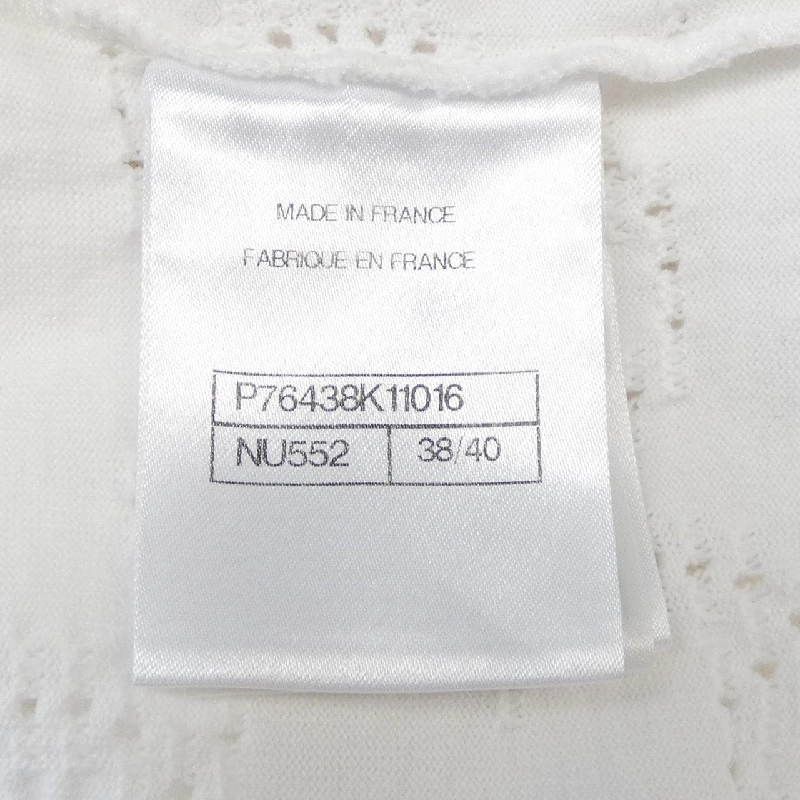 MADE IN FRANCE
FABRIQUE EN FRANCE
P76438K11016
NU552 38/40